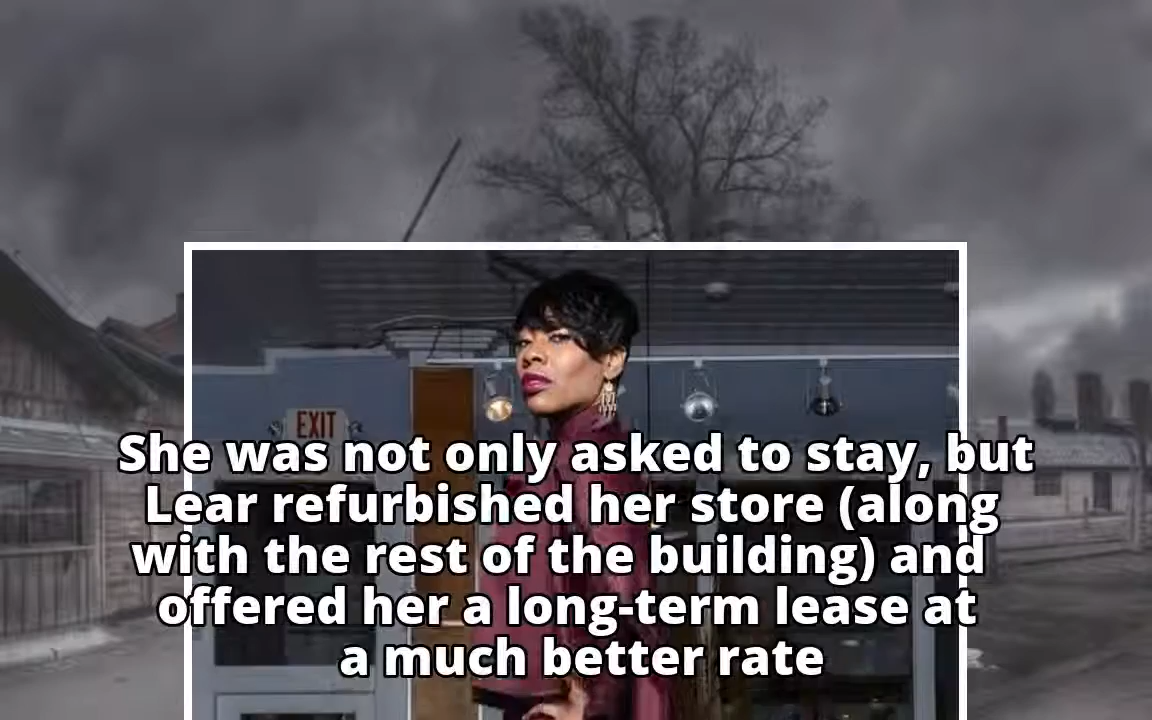 EXIT
She was not only asked to stay, but
Lear refurbished her store (along
with the rest of the building) and
offered her a long-term lease at
a much better rate